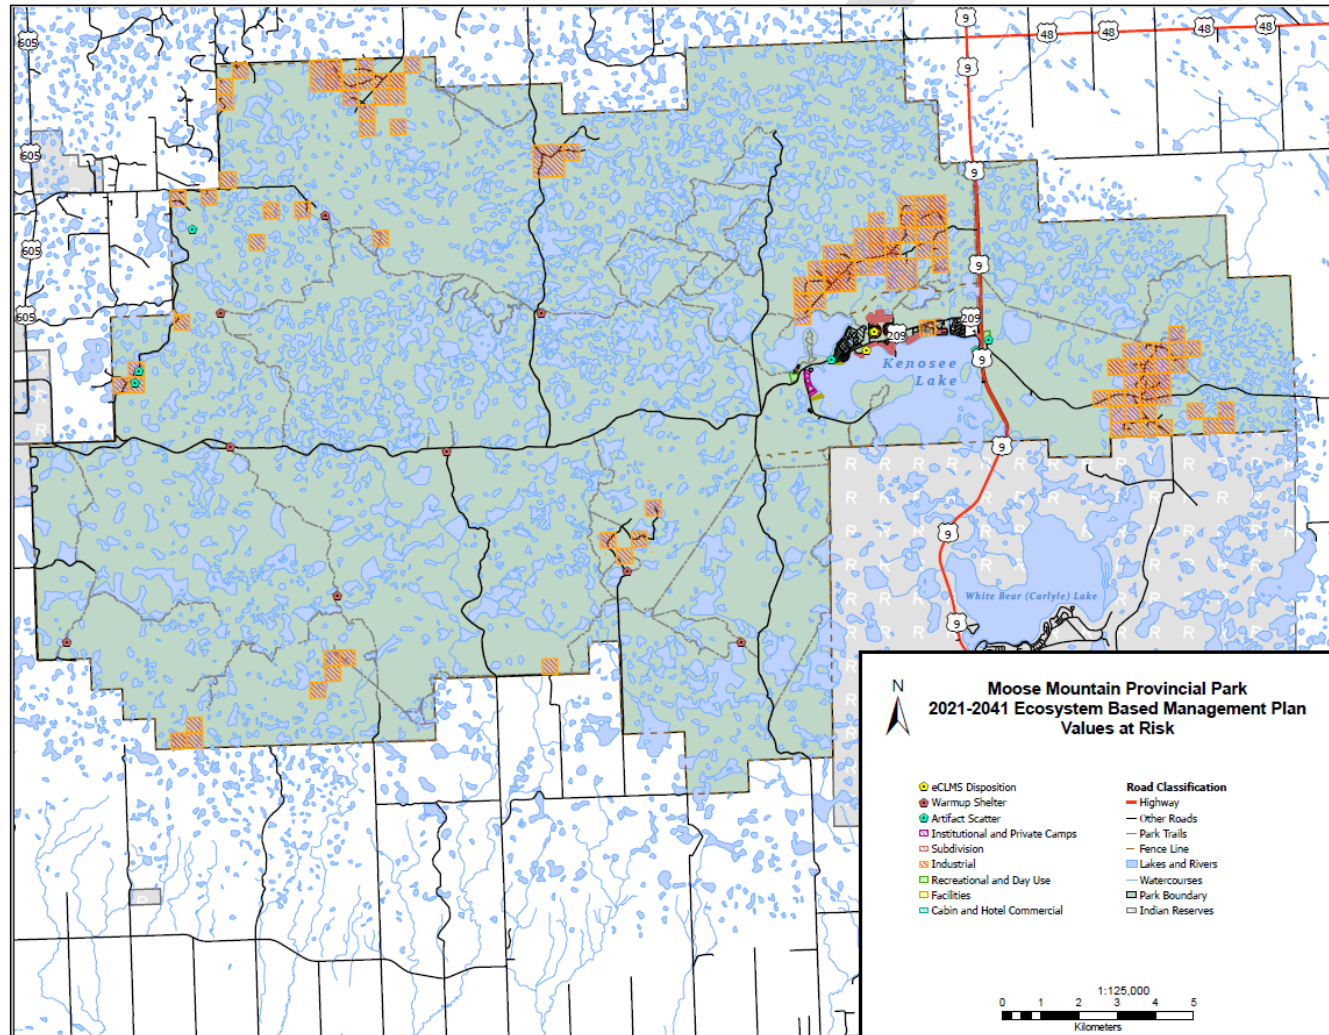 9
48
48
48
48
605
9
605
9
605
9
605
209
209
9
Kenosee
Lake
R
9
R R R R R R R R
9
White Bear (Carlyle) Lake
9
N
Moose Mountain Provincial Park
2021-2041 Ecosystem Based Management Plan
Values at Risk
eCLMS Disposition
Warmup Shelter
Artifact Scatter
Institutional and Private Camps
Subdivision
Industrial
Recreational and Day Use
Facilities
Cabin and Hotel Commercial
Road Classification
Highway
Other Roads
Park Trails
Fence Line
Lakes and Rivers
Watercourses
Park Boundary
Indian Reserves
1:125,000
0 1 2 3 4 5
Kilometers